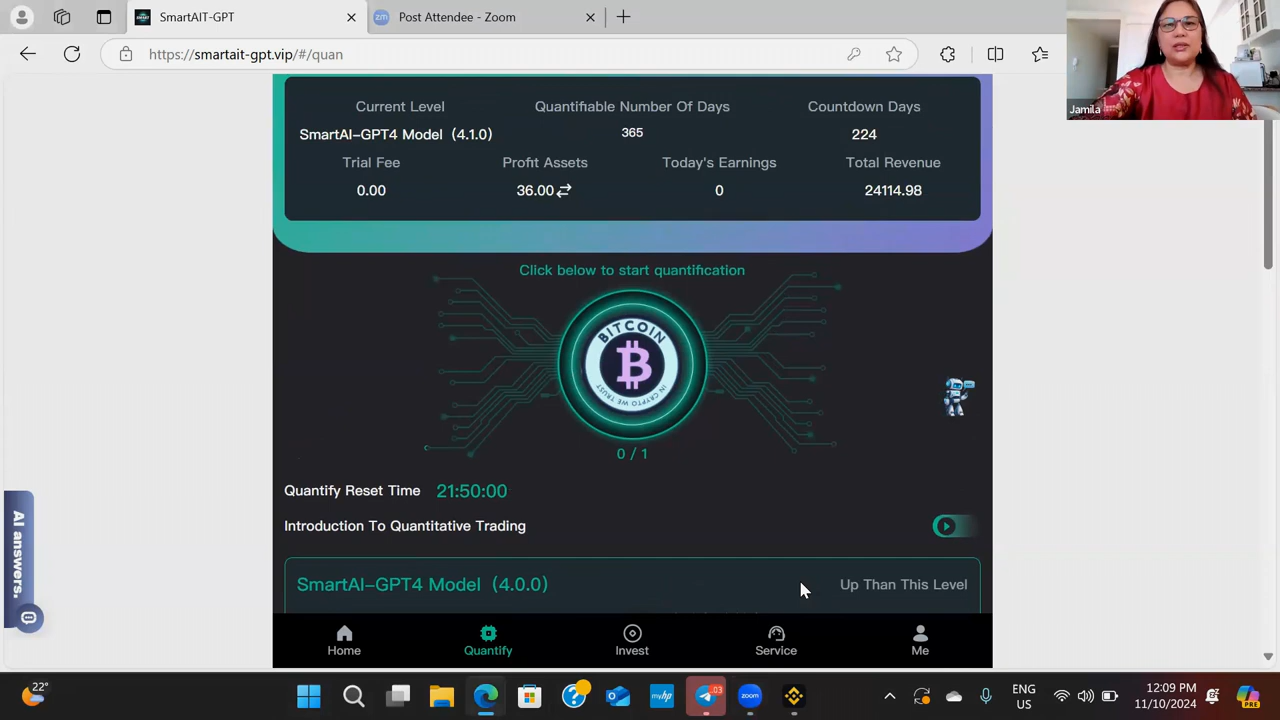 SmartAIT-GPT
Post Attendee - Zoom
https://smartait-gpt.vip/#/quan
Jamila
Current Level
Quantifiable Number Of Days
Countdown Days
SmartAI-GPT4 Model (4.1.0)
365
224
Trial Fee
Profit Assets
Today's Earnings
Total Revenue
0.00
36.00
0
24114.98
Click below to start quantification
BITCOIN
IN CRYPTO WE TRUST
0 / 1
Quantify Reset Time 21:50:00
Introduction To Quantitative Trading
SmartAI-GPT4 Model (4.0.0)
Up Than This Level
AI answers.
Home
Quantify
Invest
Service
Me
22°
myhp
03
zoom
ENG
US
12:09 PM
11/10/2024
PRE